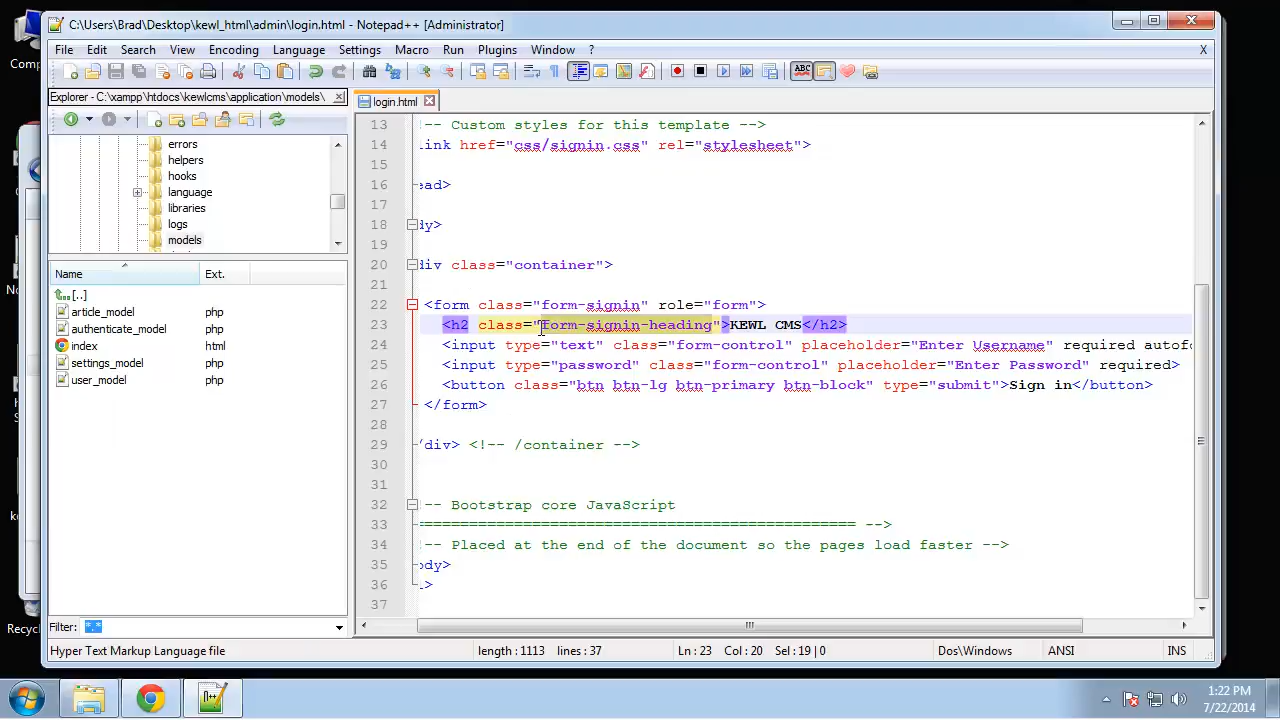 Comp
C:\Users\Brad\Desktop\kewl_html\admin\login.html - Notepad++ [Administrator]
File Edit Search View Encoding Language Settings Macro Run Plugins Window ? X
Explorer - C:\xampp\htdocs\kewlcms\application\models\
login.html
errors
helpers
hooks
language
libraries
logs
models
Name Ext.
[..]
article_model php
authenticate_model php
index html
settings_model php
user_model php
Filter: *.*
13 !-- Custom styles for this template -->
14 link href="css/signin.css" rel="stylesheet">
15
16 ead>
17
18 dy>
19
20 div class="container">
21
22 <form class="form-signin" role="form">
23 <h2 class="form-signin-heading">KEWL CMS</h2>
24 <input type="text" class="form-control" placeholder="Enter Username" required autofo
25 <input type="password" class="form-control" placeholder="Enter Password" required>
26 <button class="btn btn-lg btn-primary btn-block" type="submit">Sign in</button>
27 </form>
28
29 /div> <!-- /container -->
30
31
32 !-- Bootstrap core JavaScript
33 ================================================ -->
34 !-- Placed at the end of the document so the pages load faster -->
35 ody>
36 l>
37
Recycl
Hyper Text Markup Language file length : 1113 lines : 37 Ln : 23 Col : 20 Sel : 19 | 0 Dos\Windows ANSI INS
1:22 PM
7/22/2014